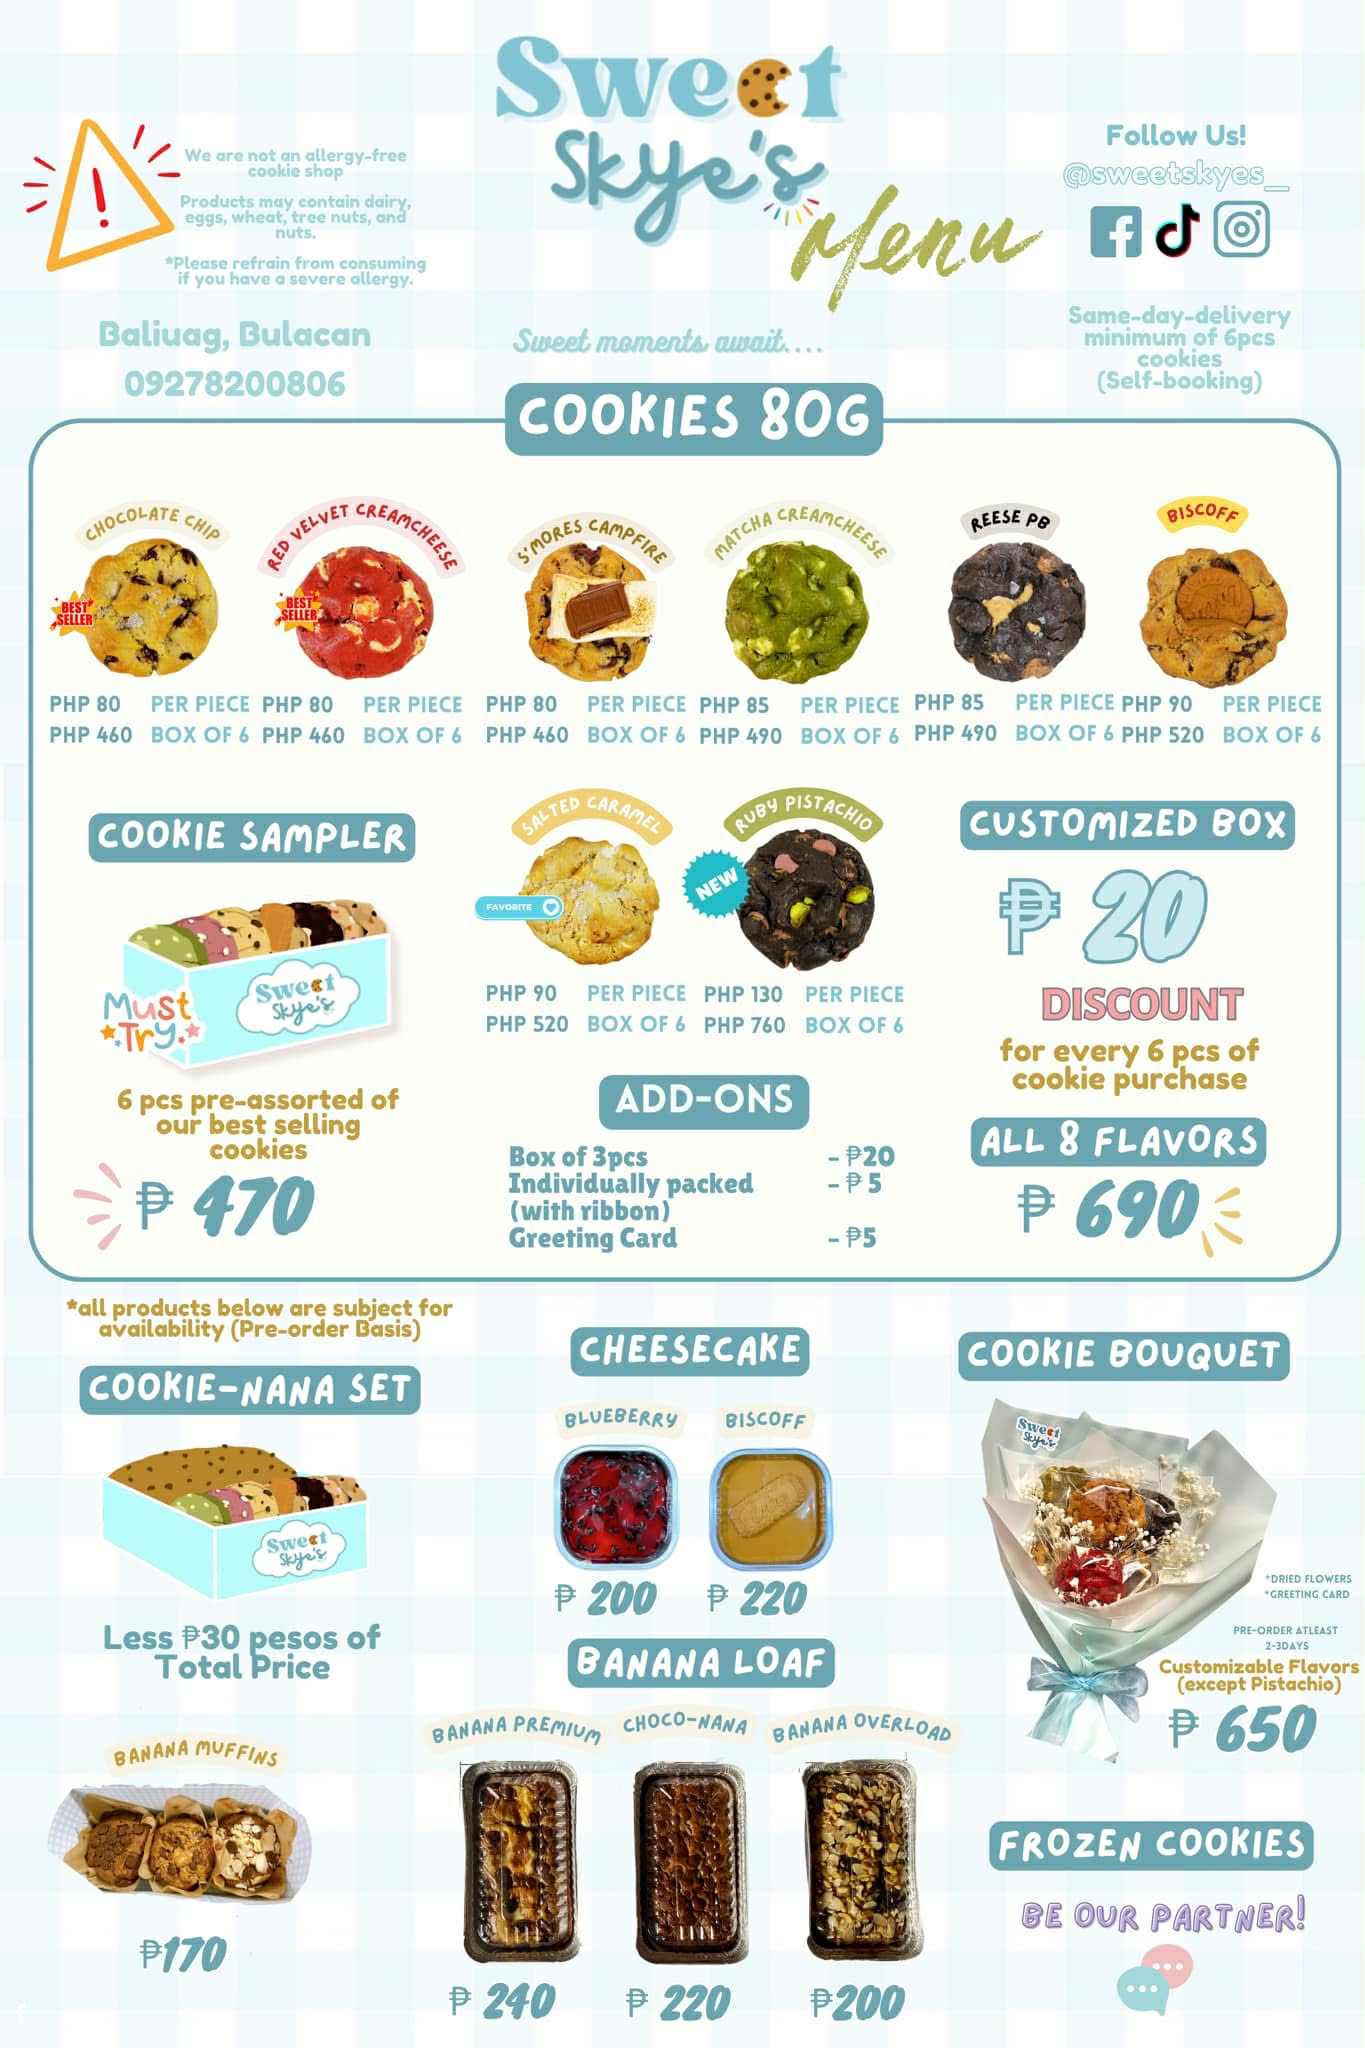 Sweet
Skye's
Menu
We are not an allergy-free
cookie shop
Products may contain dairy,
eggs, wheat, tree nuts, and
nuts.
*Please refrain from consuming
if you have a severe allergy.
Follow Us!
@sweetskyes_
Baliuag, Bulacan
09278200806
Sweet moments await....
Same-day-delivery
minimum of 6pcs
cookies
(Self-booking)
COOKIES 80G
CHOCOLATE CHIP
BEST
SELLER
PHP 80 PER PIECE
PHP 460 BOX OF 6
RED VELVET CREAMCHEESE
BEST
SELLER
PHP 80 PER PIECE
PHP 460 BOX OF 6
S'MORES CAMPFIRE
PHP 80 PER PIECE
PHP 460 BOX OF 6
MATCHA CREAMCHEESE
PHP 85 PER PIECE
PHP 490 BOX OF 6
REESE PB
PHP 85 PER PIECE
PHP 490 BOX OF 6
BISCOFF
PHP 90 PER PIECE
PHP 520 BOX OF 6
COOKIE SAMPLER
Sweet
Skye's
Must
Try
6 pcs pre-assorted of
our best selling
cookies
₱ 470
SALTED CARAMEL
FAVORITE
PHP 90 PER PIECE
PHP 520 BOX OF 6
RUBY PISTACHIO
NEW
PHP 130 PER PIECE
PHP 760 BOX OF 6
ADD-ONS
Box of 3pcs - ₱20
Individually packed - ₱ 5
(with ribbon)
Greeting Card - ₱5
CUSTOMIZED BOX
₱ 20
DISCOUNT
for every 6 pcs of
cookie purchase
ALL 8 FLAVORS
₱ 690
*all products below are subject for
availability (Pre-order Basis)
COOKIE-NANA SET
Sweet
Skye's
Less ₱30 pesos of
Total Price
BANANA MUFFINS
₱170
CHEESECAKE
BLUEBERRY
₱ 200
BISCOFF
₱ 220
BANANA LOAF
BANANA PREMIUM
₱ 240
CHOCO-NANA
₱ 220
BANANA OVERLOAD
₱200
COOKIE BOUQUET
Sweet
Skye's
*DRIED FLOWERS
*GREETING CARD
PRE-ORDER ATLEAST
2-3DAYS
Customizable Flavors
(except Pistachio)
₱ 650
FROZEN COOKIES
BE OUR PARTNER!